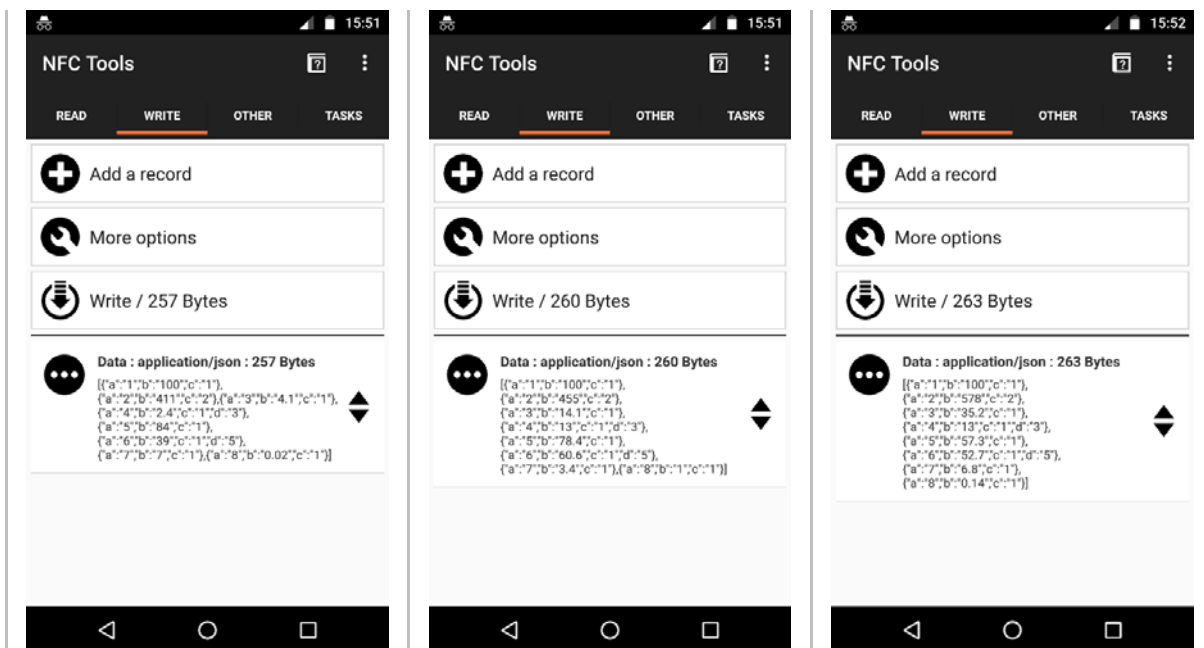 15:51
NFC Tools
READ WRITE OTHER TASKS
Add a record
More options
Write / 257 Bytes
Data : application/json : 257 Bytes
[{"a":"1","b":"100","c":"1"},
{"a":"2","b":"411","c":"2"},{"a":"3","b":"4.1","c":"1"},
{"a":"4","b":"2.4","c":"1","d":"3"},
{"a":"5","b":"84","c":"1"},
{"a":"6","b":"39","c":"1","d":"5"},
{"a":"7","b":"7","c":"1"},{"a":"8","b":"0.02","c":"1"}]
15:51
NFC Tools
READ WRITE OTHER TASKS
Add a record
More options
Write / 260 Bytes
Data : application/json : 260 Bytes
[{"a":"1","b":"100","c":"1"},
{"a":"2","b":"455","c":"2"},
{"a":"3","b":"14.1","c":"1"},
{"a":"4","b":"13","c":"1","d":"3"},
{"a":"5","b":"78.4","c":"1"},
{"a":"6","b":"60.6","c":"1","d":"5"},
{"a":"7","b":"3.4","c":"1"},{"a":"8","b":"1","c":"1"}]
15:52
NFC Tools
READ WRITE OTHER TASKS
Add a record
More options
Write / 263 Bytes
Data : application/json : 263 Bytes
[{"a":"1","b":"100","c":"1"},
{"a":"2","b":"578","c":"2"},
{"a":"3","b":"35.2","c":"1"},
{"a":"4","b":"13","c":"1","d":"3"},
{"a":"5","b":"57.3","c":"1"},
{"a":"6","b":"52.7","c":"1","d":"5"},
{"a":"7","b":"6.8","c":"1"},
{"a":"8","b":"0.14","c":"1"}]